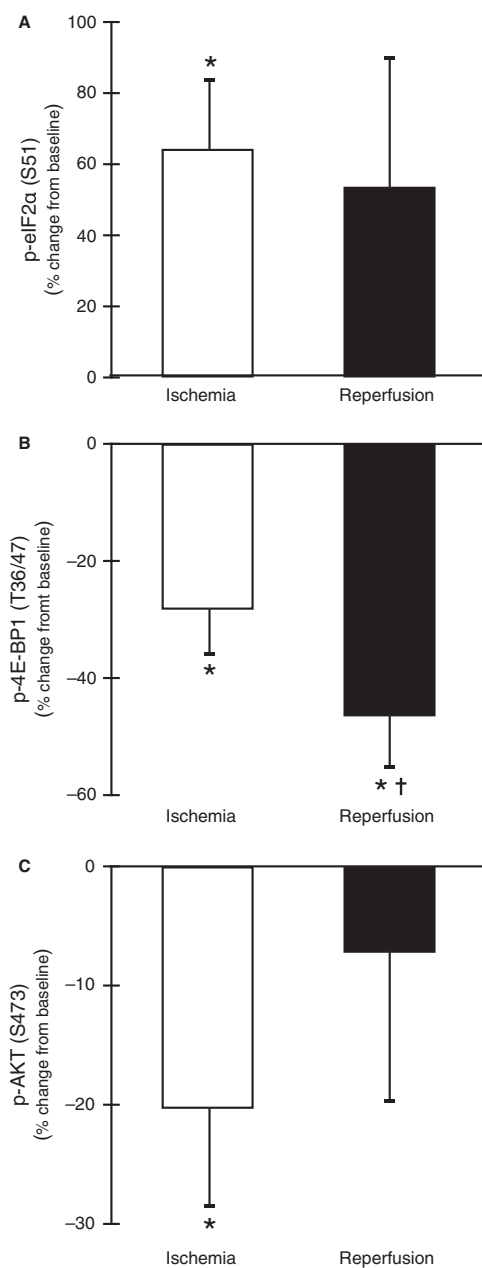 A
p-eIF2α (S51)
(% change from baseline)
100
80
60
40
20
0
*
Ischemia
Reperfusion
B
p-4E-BP1 (T36/47)
(% change fromt baseline)
0
−20
−40
−60
*
* †
Ischemia
Reperfusion
C
p-AKT (S473)
(% change from baseline)
0
−10
−20
−30
*
Ischemia
Reperfusion